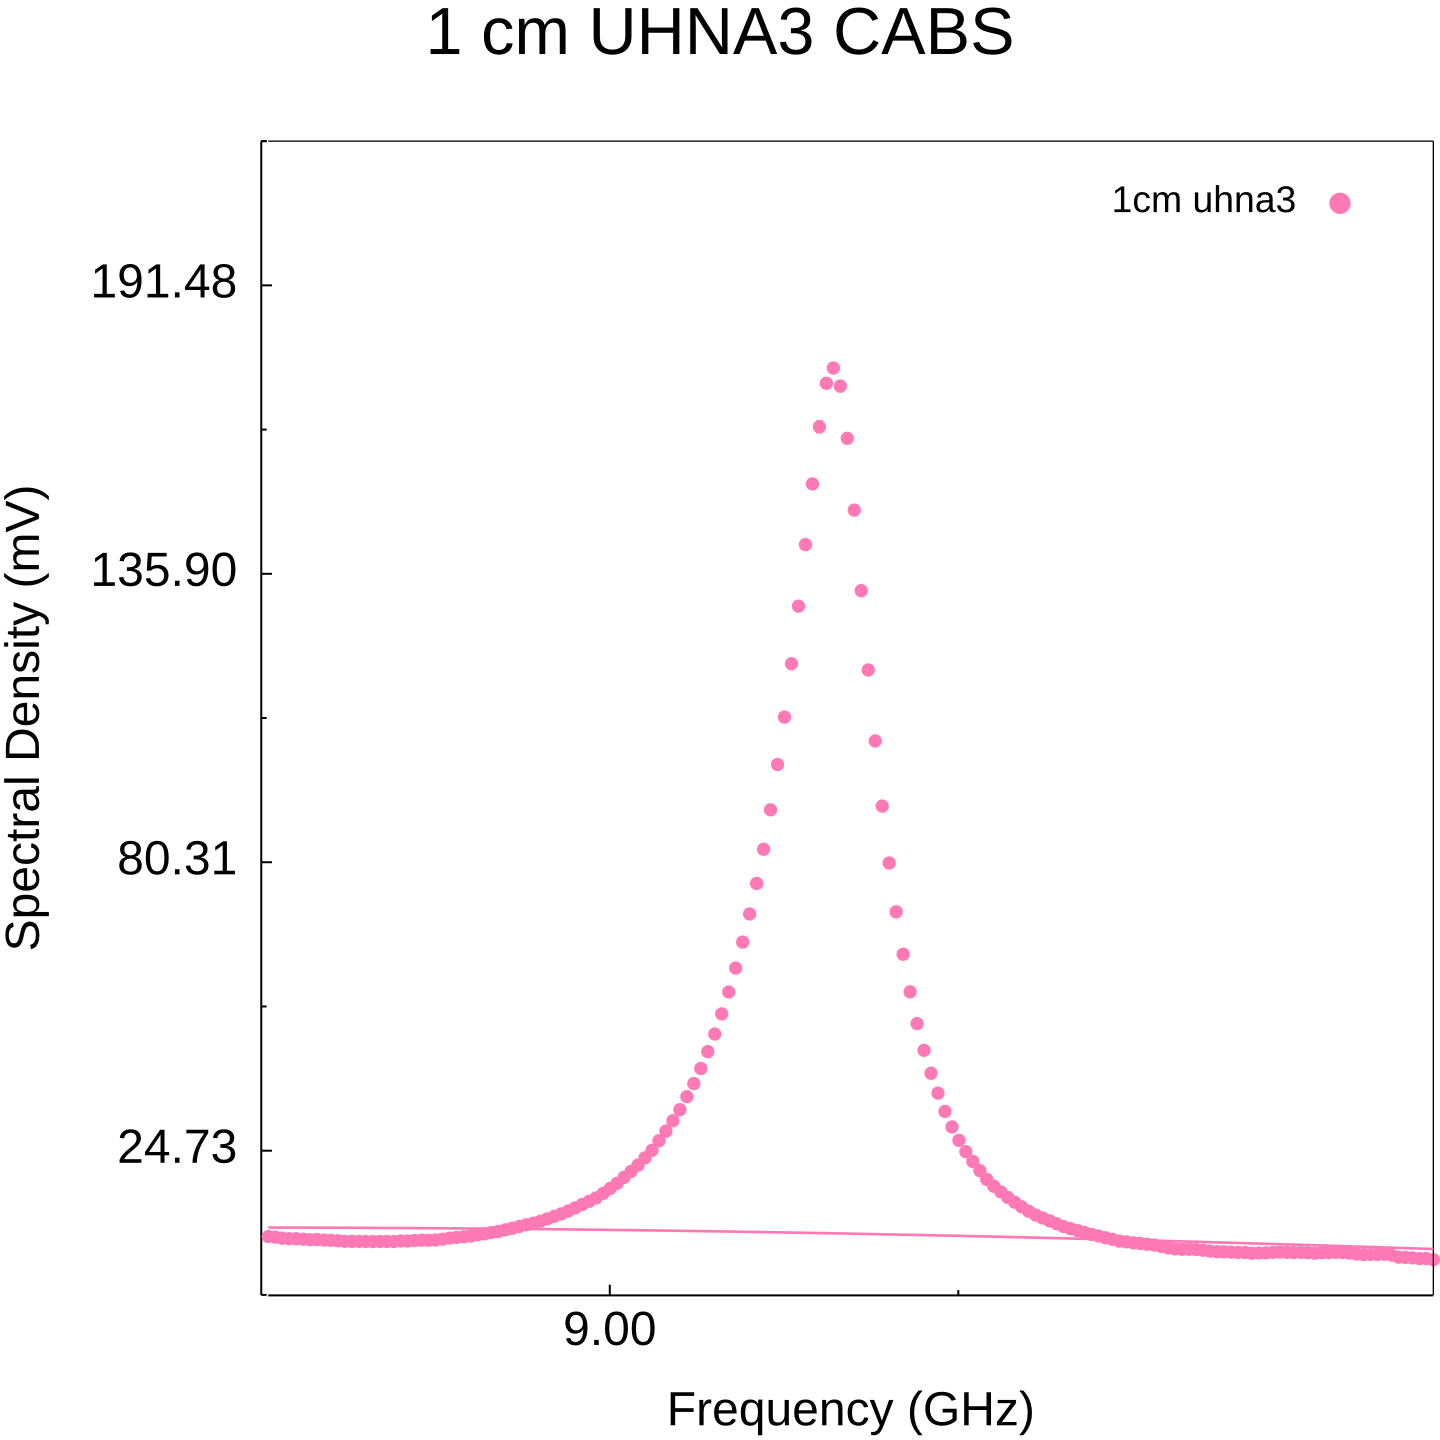 1 cm UHNA3 CABS
1cm uhna3
191.48
135.90
80.31
24.73
Spectral Density (mV)
9.00
Frequency (GHz)